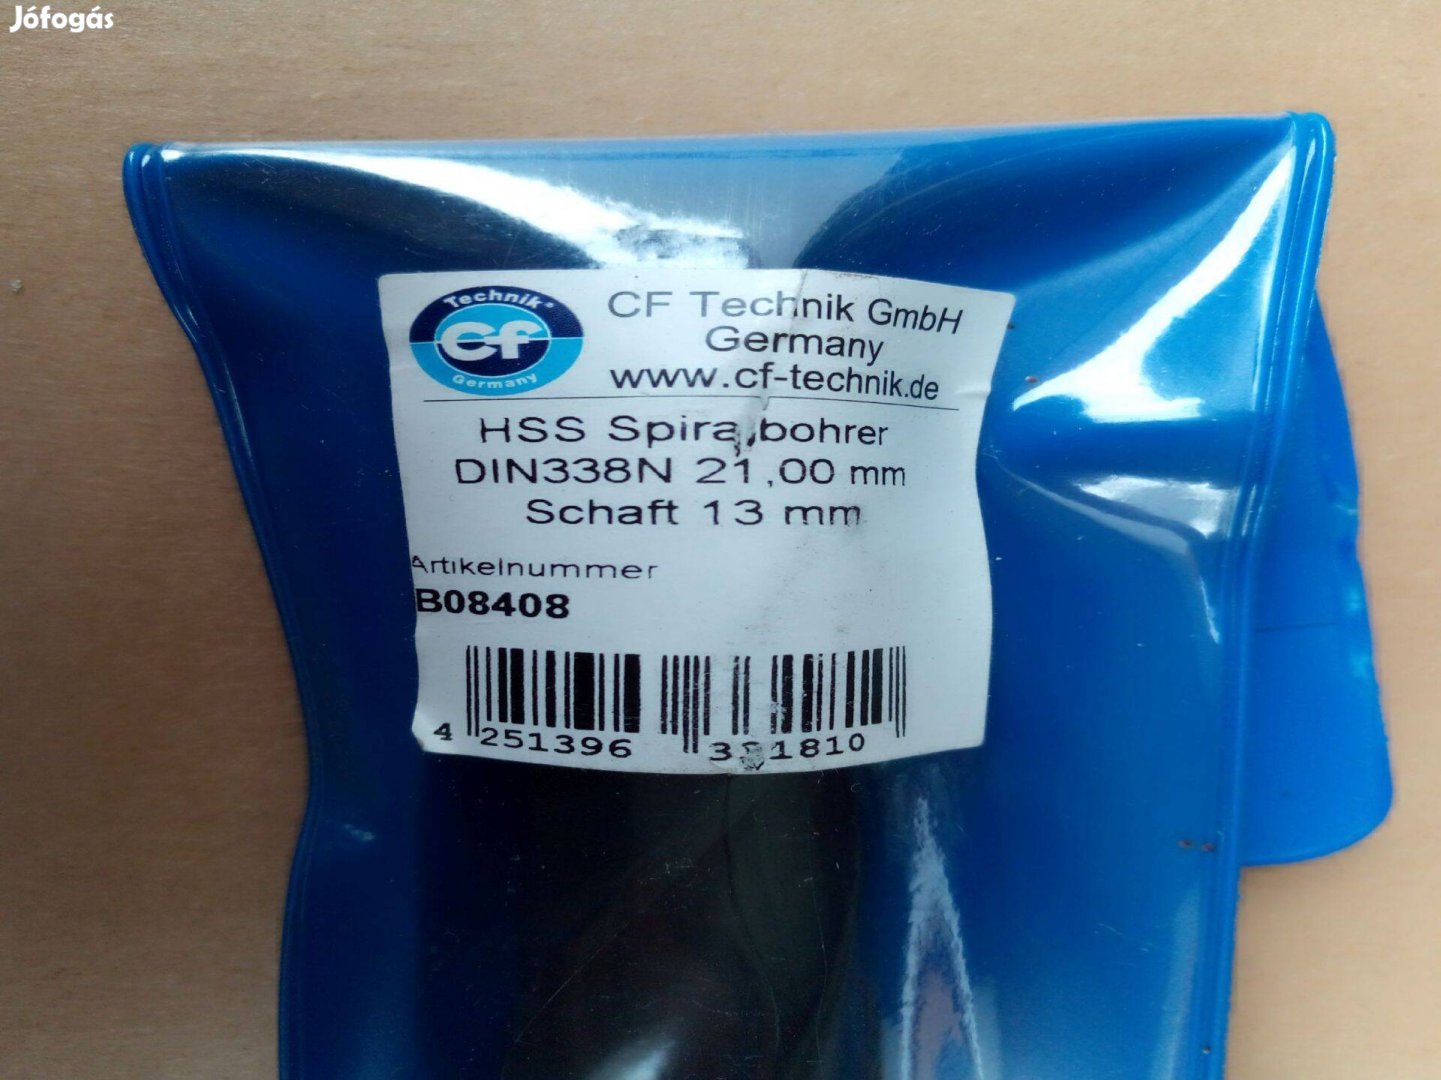 Jófogás
Technik®
cf
Germany
CF Technik GmbH
Germany
www.cf-technik.de
HSS Spiralbohrer
DIN338N 21,00 mm
Schaft 13 mm
Artikelnummer
B08408
4 251396